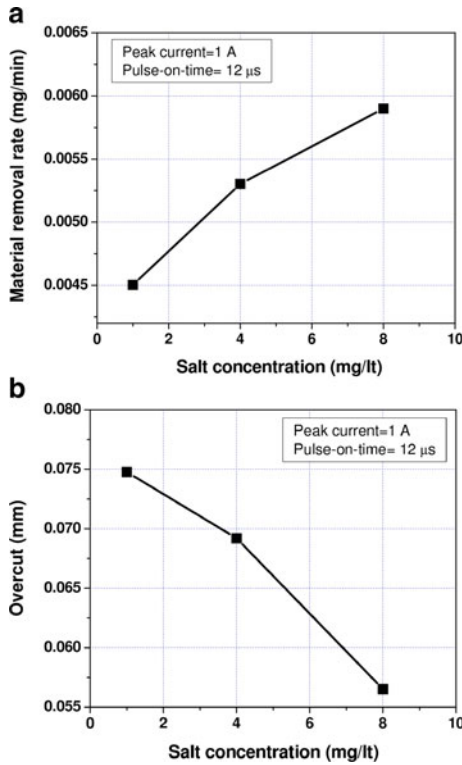 a
0.0065
Peak current=1 A
Pulse-on-time= 12 μs
0.0060
0.0055
0.0050
0.0045
Material removal rate (mg/min)
0 2 4 6 8 10
Salt concentration (mg/lt)
b
0.080
Peak current=1 A
Pulse-on-time= 12 μs
0.075
0.070
0.065
0.060
0.055
Overcut (mm)
0 2 4 6 8 10
Salt concentration (mg/lt)